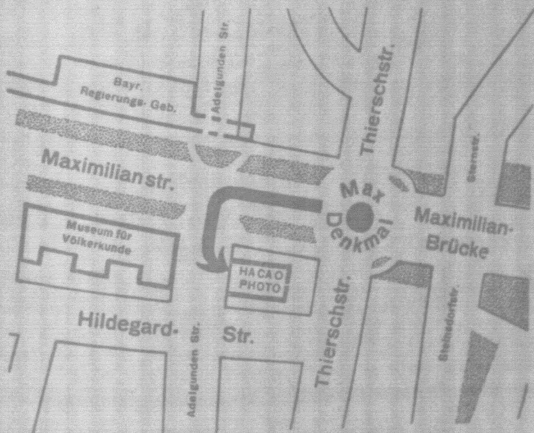 Adelgunden Str.
Bayr.
Regierungs- Geb.
Thierschstr.
Sternstr.
Maximilianstr.
Max
Denkmal
Maximilian-
Brücke
Museum für
Völkerkunde
HACAO
PHOTO
Hildegard- Str.
Adelgunden Str.
Thierschstr.
Steinsdorfstr.